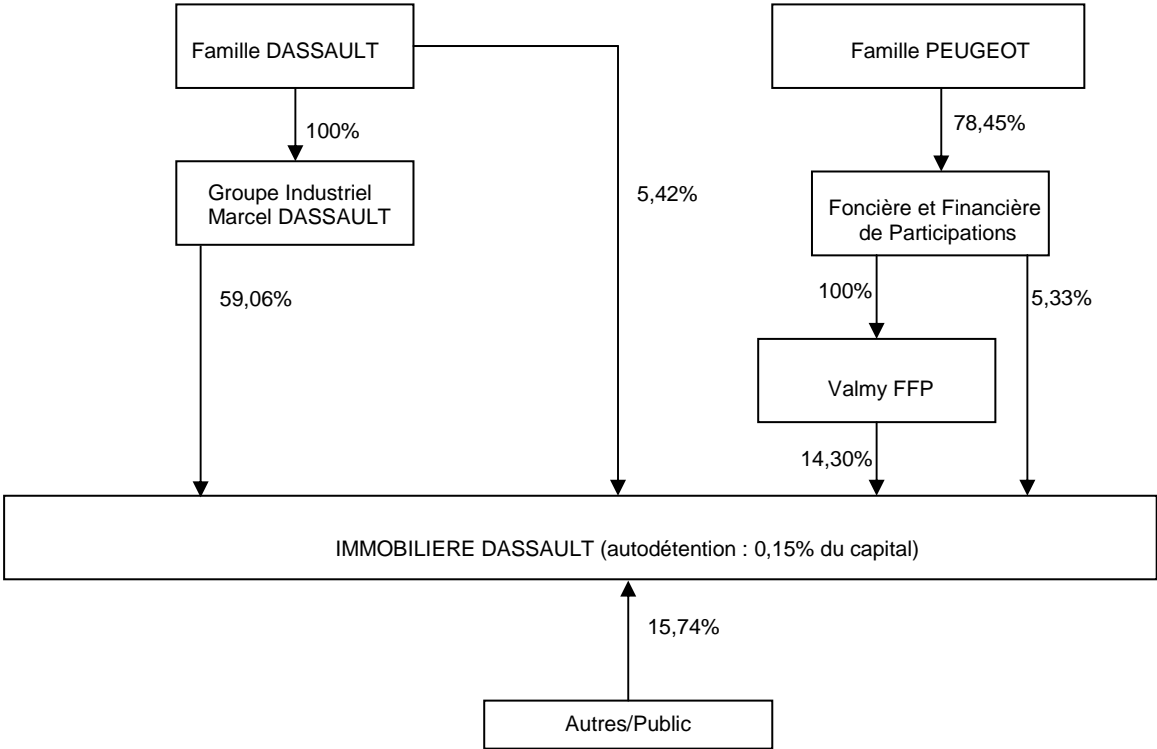 Famille DASSAULT
Famille PEUGEOT
100%
78,45%
Groupe Industriel
Marcel DASSAULT
5,42%
Foncière et Financière
de Participations
59,06%
100%
5,33%
Valmy FFP
14,30%
IMMOBILIERE DASSAULT (autodétention : 0,15% du capital)
15,74%
Autres/Public